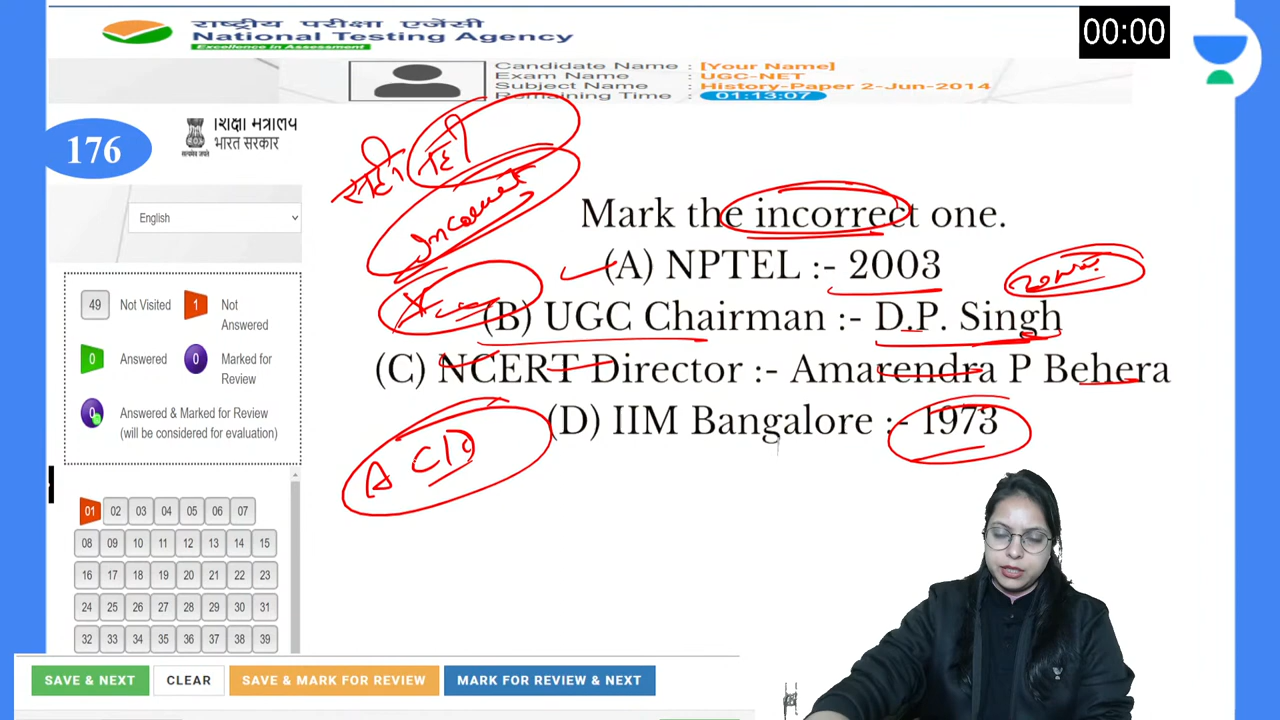 राष्ट्रीय परीक्षा एजेंसी
National Testing Agency
Excellence in Assessment
00:00
Candidate Name : [Your Name]
Exam Name : UGC-NET
Subject Name : History-Paper 2-Jun-2014
Remaining Time : 01:13:07
176
शिक्षा मंत्रालय
भारत सरकार
English
सही नही
Incorrect
Mark the incorrect one.
(A) NPTEL :- 2003
(B) UGC Chairman :- D.P. Singh
(C) NCERT Director :- Amarendra P Behera
(D) IIM Bangalore :- 1973
A C D
49 Not Visited 1 Not Answered
0 Answered 0 Marked for Review
0 Answered & Marked for Review
(will be considered for evaluation)
01 02 03 04 05 06 07
08 09 10 11 12 13 14 15
16 17 18 19 20 21 22 23
24 25 26 27 28 29 30 31
32 33 34 35 36 37 38 39
SAVE & NEXT CLEAR SAVE & MARK FOR REVIEW MARK FOR REVIEW & NEXT